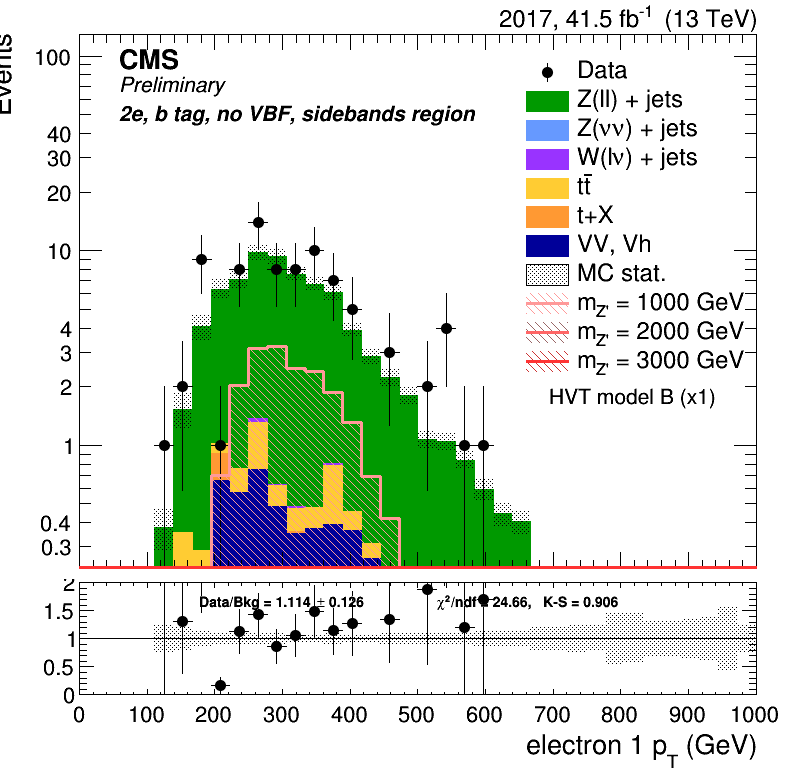 2017, 41.5 fb⁻¹ (13 TeV)
Events
CMS
Preliminary
2e, b tag, no VBF, sidebands region
Data
Z(ll) + jets
Z(νν) + jets
W(lν) + jets
tt̄
t+X
VV, Vh
MC stat.
m_Z' = 1000 GeV
m_Z' = 2000 GeV
m_Z' = 3000 GeV
HVT model B (x1)
100
40
30
20
10
4
3
2
1
0.4
0.3
Data/Bkg = 1.114 ± 0.126
χ²/ndf = 24.66, K-S = 0.906
2
1.5
1
0.5
0
0 100 200 300 400 500 600 700 800 900 1000
electron 1 p_T (GeV)